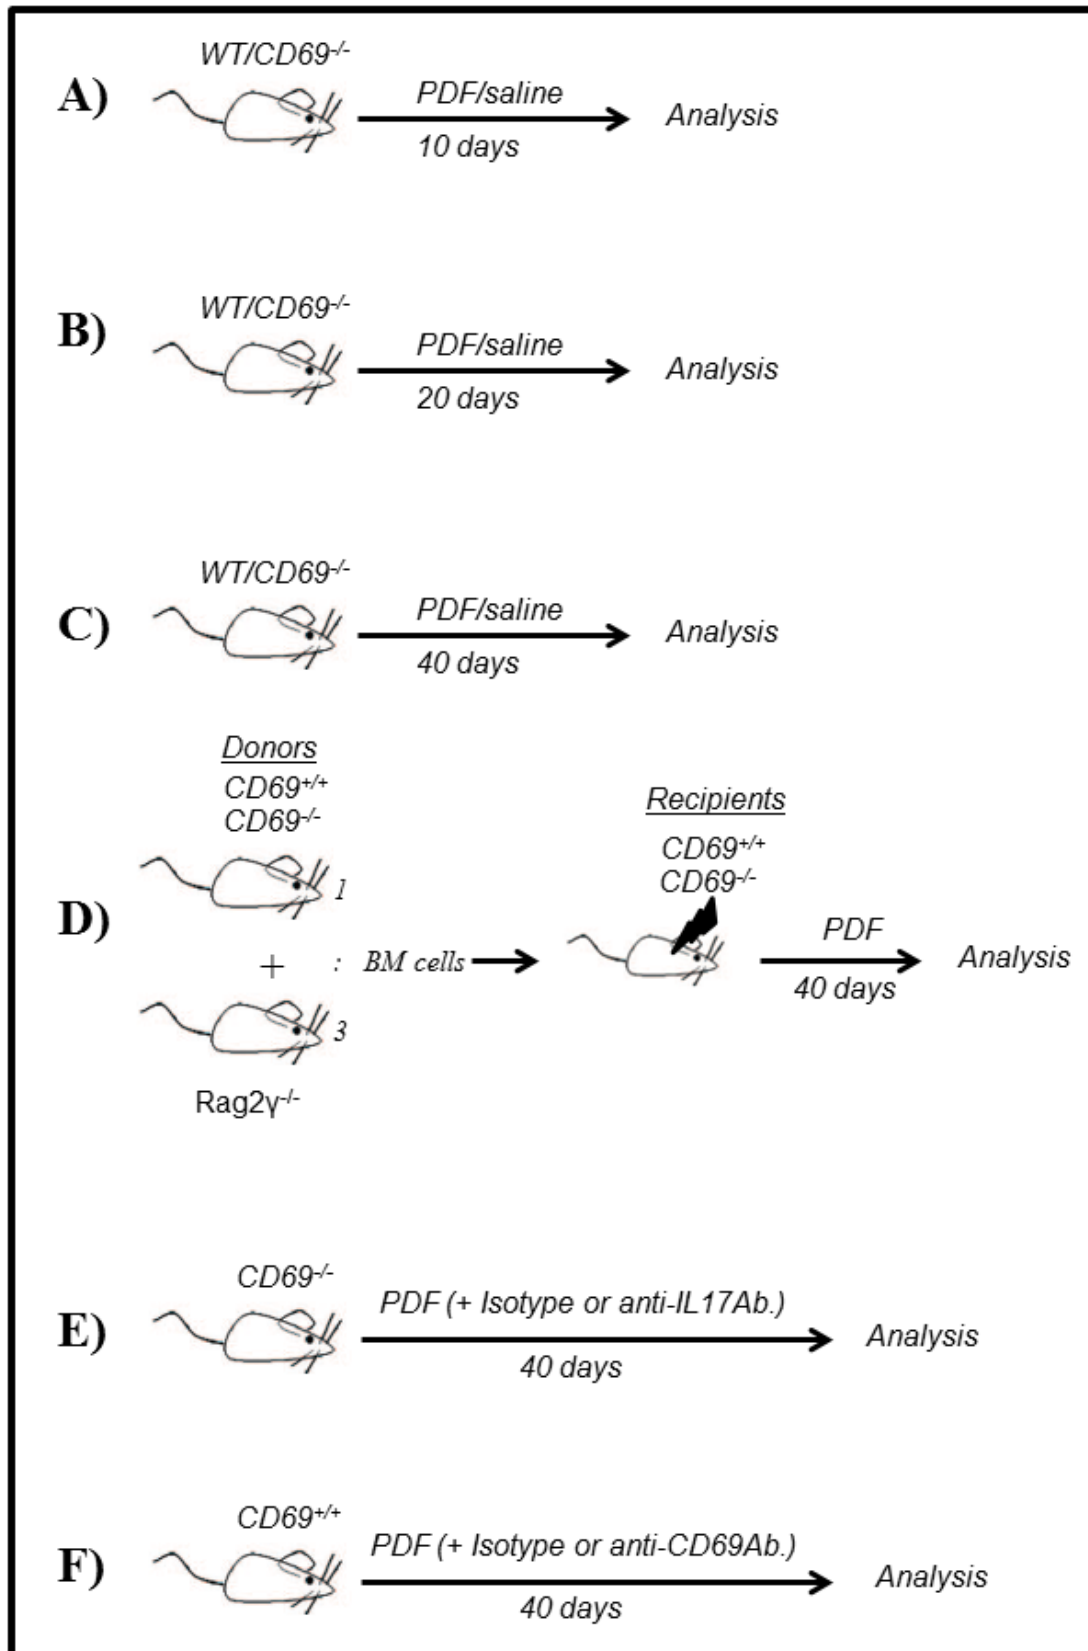 A)
WT/CD69-/-
PDF/saline
10 days
Analysis
B)
WT/CD69-/-
PDF/saline
20 days
Analysis
C)
WT/CD69-/-
PDF/saline
40 days
Analysis
D)
Donors
CD69+/+
CD69-/-
1
+ : BM cells
3
Rag2γ-/-
Recipients
CD69+/+
CD69-/-
PDF
40 days
Analysis
E)
CD69-/-
PDF (+ Isotype or anti-IL17Ab.)
40 days
Analysis
F)
CD69+/+
PDF (+ Isotype or anti-CD69Ab.)
40 days
Analysis